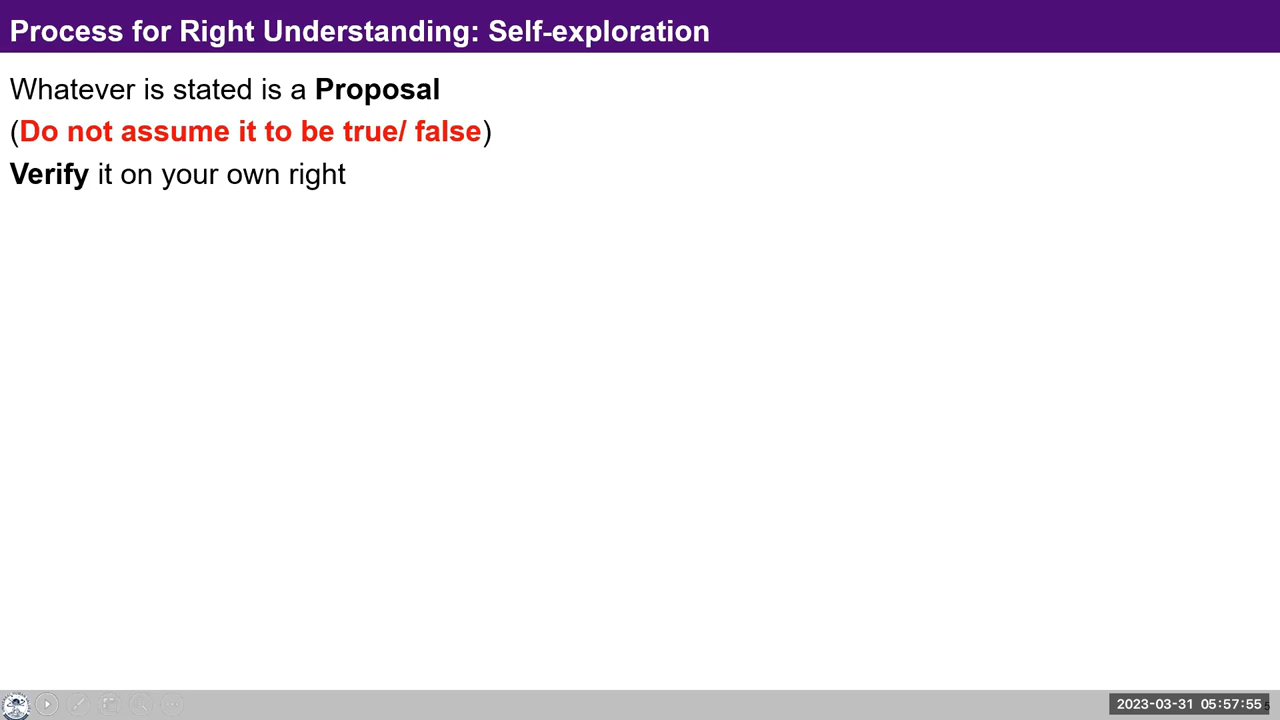 Process for Right Understanding: Self-exploration
Whatever is stated is a Proposal
(Do not assume it to be true/ false)
Verify it on your own right
2023-03-31 05:57:55
5